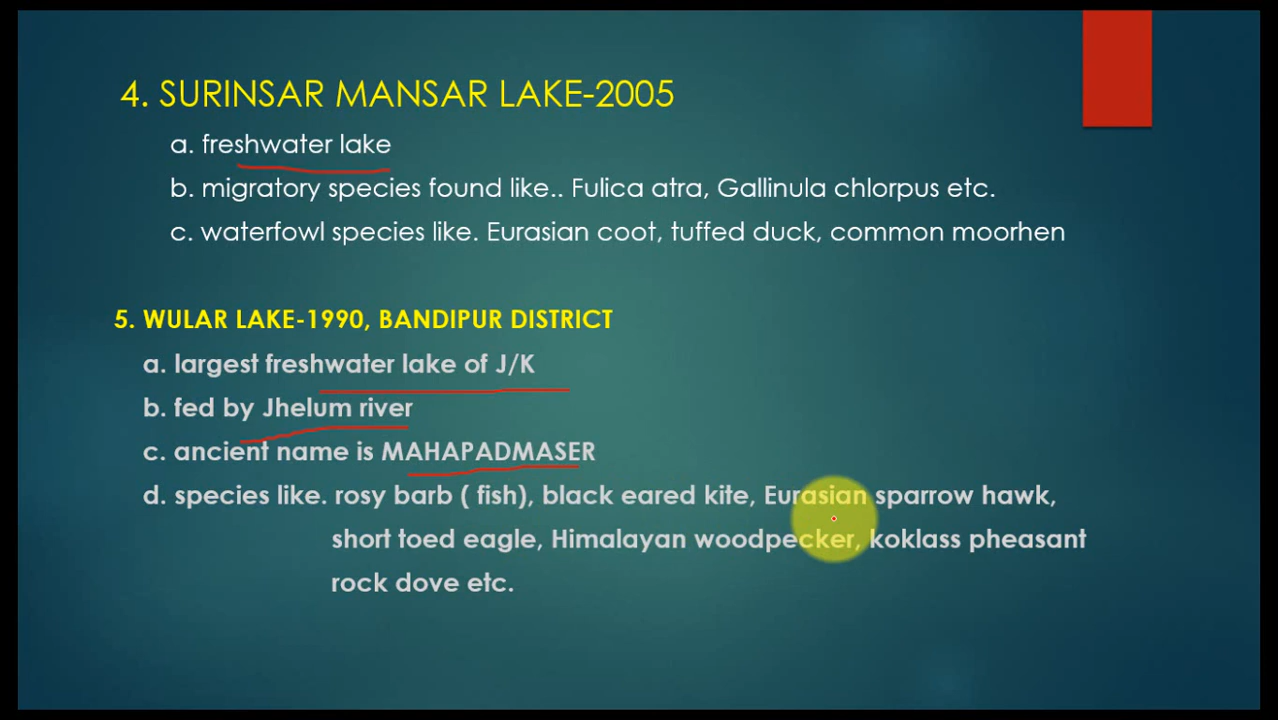 4. SURINSAR MANSAR LAKE-2005
a. freshwater lake
b. migratory species found like.. Fulica atra, Gallinula chlorpus etc.
c. waterfowl species like. Eurasian coot, tuffed duck, common moorhen
5. WULAR LAKE-1990, BANDIPUR DISTRICT
a. largest freshwater lake of J/K
b. fed by Jhelum river
c. ancient name is MAHAPADMASER
d. species like. rosy barb ( fish), black eared kite, Eurasian sparrow hawk,
short toed eagle, Himalayan woodpecker, koklass pheasant
rock dove etc.